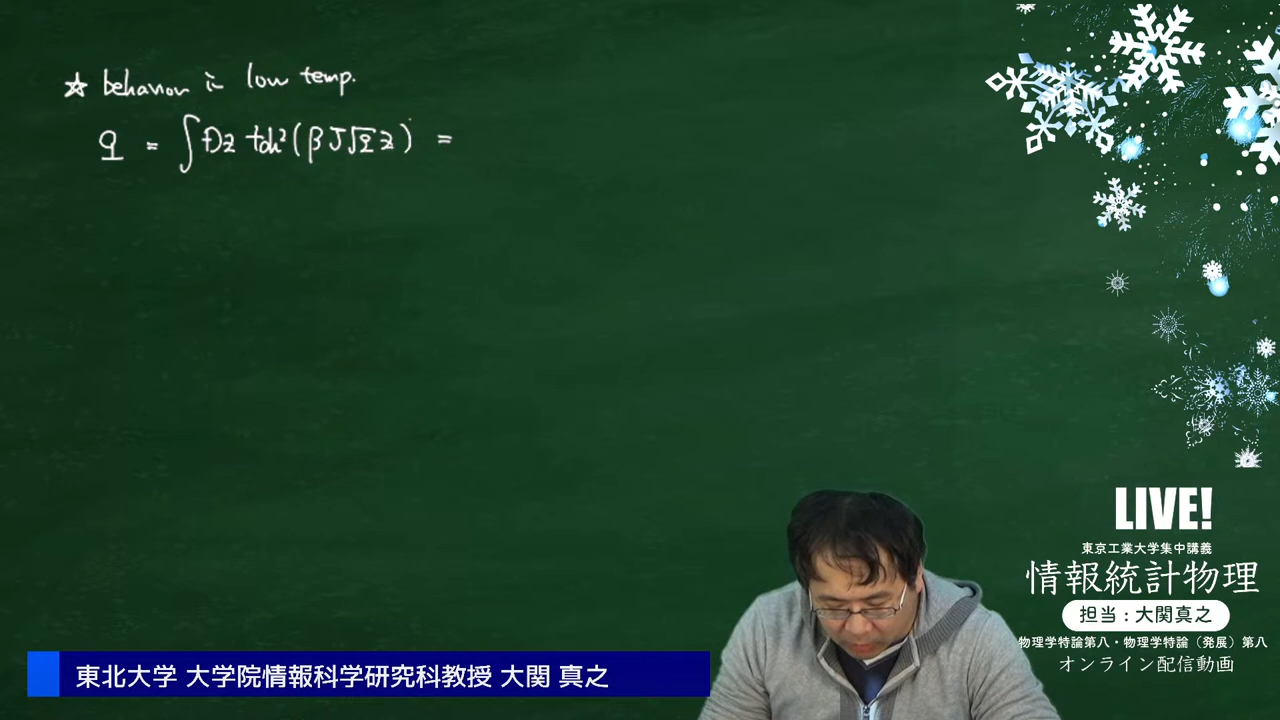 ☆ behavior in low temp.
q = ∫Dz tanh²(βJ√q z) =
LIVE!
東京工業大学集中講義
情報統計物理
担当:大関真之
物理学特論第八・物理学特論(発展)第八
オンライン配信動画
東北大学 大学院情報科学研究科教授 大関 真之